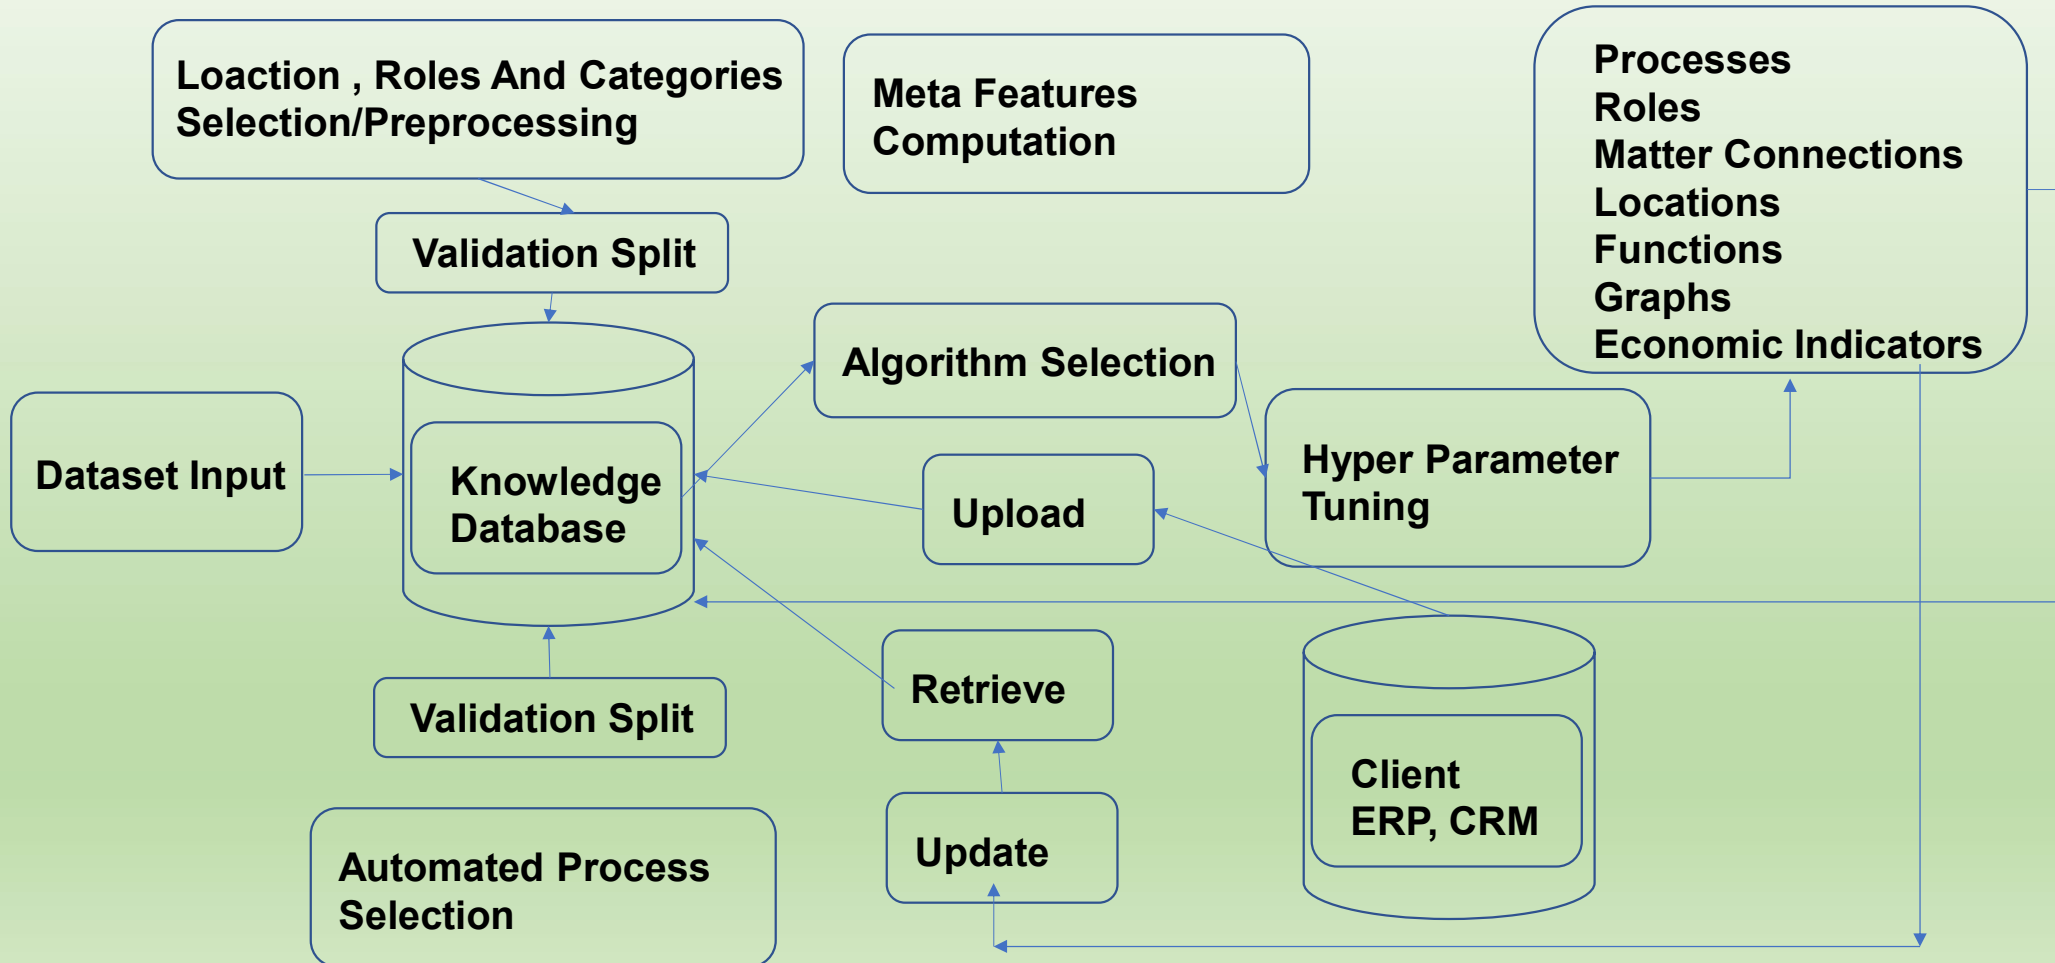 Loaction , Roles And Categories
Selection/Preprocessing
Meta Features
Computation
Processes
Roles
Matter Connections
Locations
Functions
Graphs
Economic Indicators
Validation Split
Algorithm Selection
Dataset Input
Knowledge
Database
Upload
Hyper Parameter
Tuning
Retrieve
Validation Split
Client
ERP, CRM
Update
Automated Process
Selection